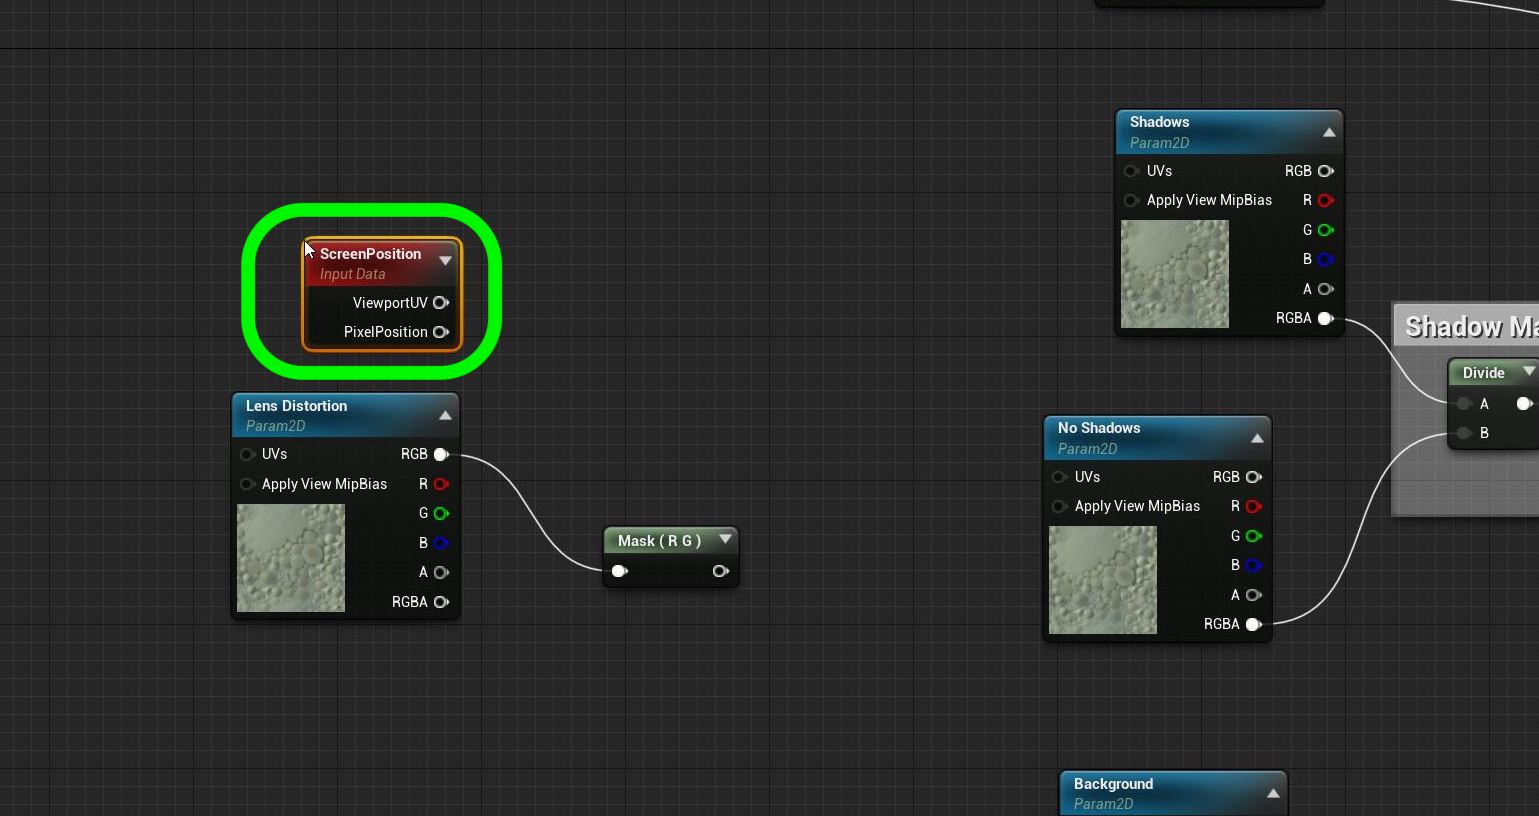 ScreenPosition
Input Data
ViewportUV
PixelPosition
Lens Distortion
Param2D
UVs RGB
Apply View MipBias R
G
B
A
RGBA
Mask ( R G )
Shadows
Param2D
UVs RGB
Apply View MipBias R
G
B
A
RGBA
No Shadows
Param2D
UVs RGB
Apply View MipBias R
G
B
A
RGBA
Shadow Ma
Divide
A
B
Background
Param2D